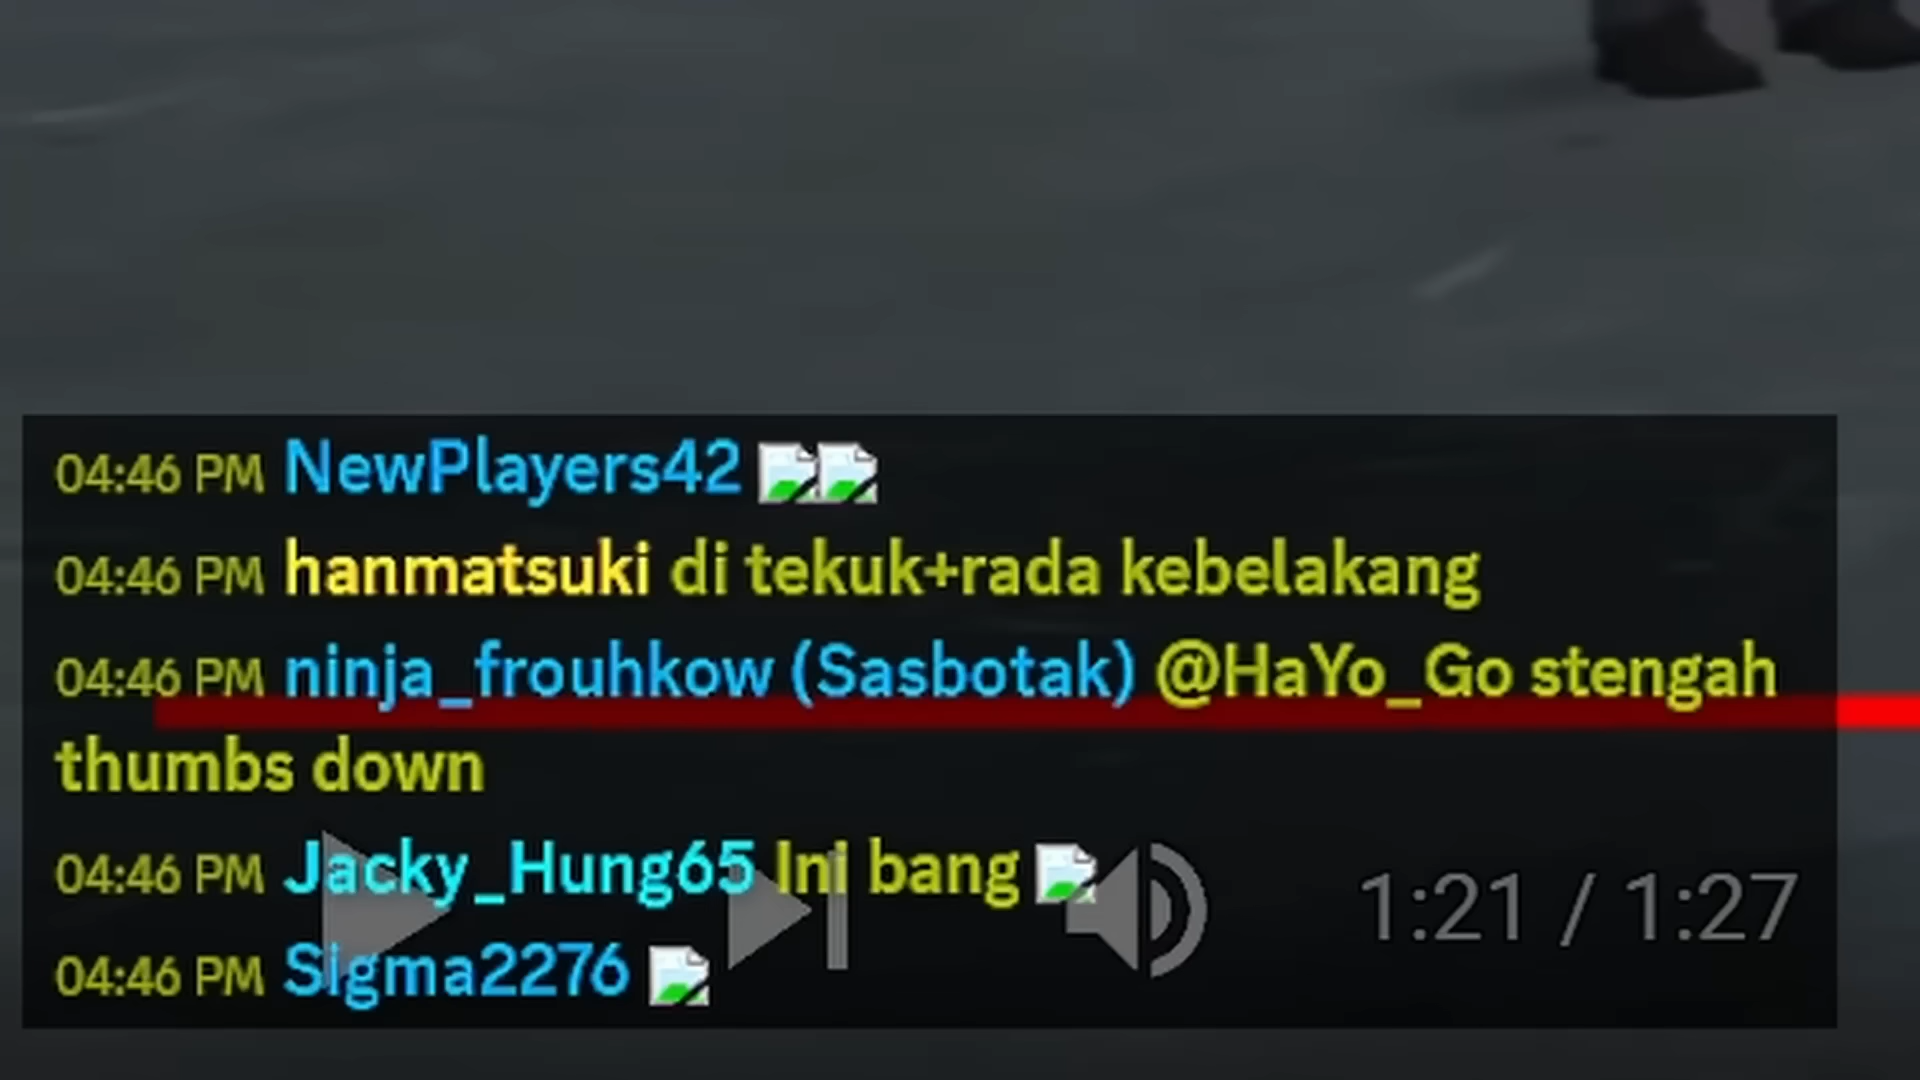 04:46 PM NewPlayers42
04:46 PM hanmatsuki di tekuk+rada kebelakang
04:46 PM ninja_frouhkow (Sasbotak) @HaYo_Go stengah
thumbs down
04:46 PM Jacky_Hung65 Ini bang
1:21 / 1:27
04:46 PM Sigma2276